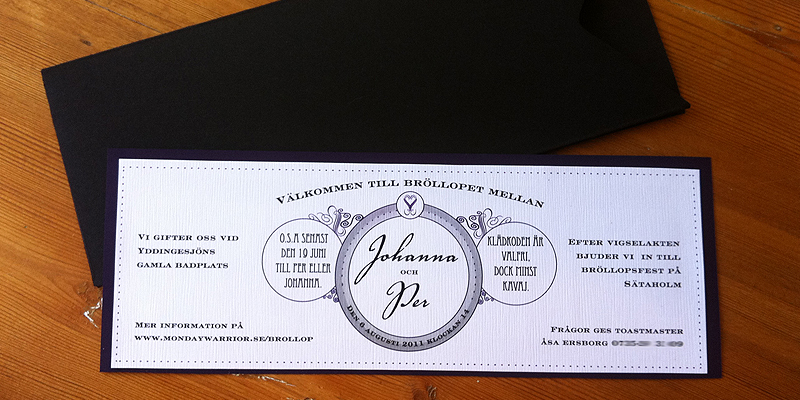 VÄLKOMMEN TILL BRÖLLOPET MELLAN
VI GIFTER OSS VID
YDDINGESJÖNS
GAMLA BADPLATS
O.S.A SENAST
DEN 19 JUNI
TILL PER ELLER
JOHANNA.
Johanna
OCH
Per
DEN 6 AUGUSTI 2011 KLOCKAN 14
KLÄDKODEN ÄR
VALFRI,
DOCK MINST
KAVAJ.
EFTER VIGSELAKTEN
BJUDER VI IN TILL
BRÖLLOPSFEST PÅ
SÄTAHOLM
MER INFORMATION PÅ
WWW.MONDAYWARRIOR.SE/BROLLOP
FRÅGOR GES TOASTMASTER
ÅSA ERSBORG